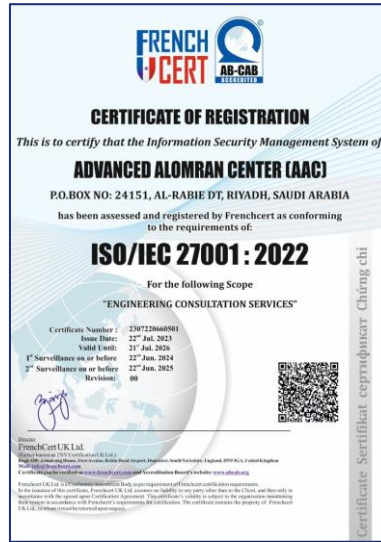 FRENCH
CERT
AB-CAB
ACCREDITED
CERTIFICATE OF REGISTRATION
This is to certify that the Information Security Management System of
ADVANCED ALOMRAN CENTER (AAC)
P.O.BOX NO: 24151, AL-RABIE DT, RIYADH, SAUDI ARABIA
has been assessed and registered by Frenchcert as conforming
to the requirements of:
ISO/IEC 27001 : 2022
For the following Scope
"ENGINEERING CONSULTATION SERVICES"
Certificate Number : 2307220660501
Issue Date: 22nd Jul. 2023
Valid Until: 21st Jul. 2026
1st Surveillance on or before 22nd Jun. 2024
2nd Surveillance on or before 22nd Jun. 2025
Revision: 00
Director
FrenchCert UK Ltd.
Certificate Sertifikat сертификат Chứng chỉ